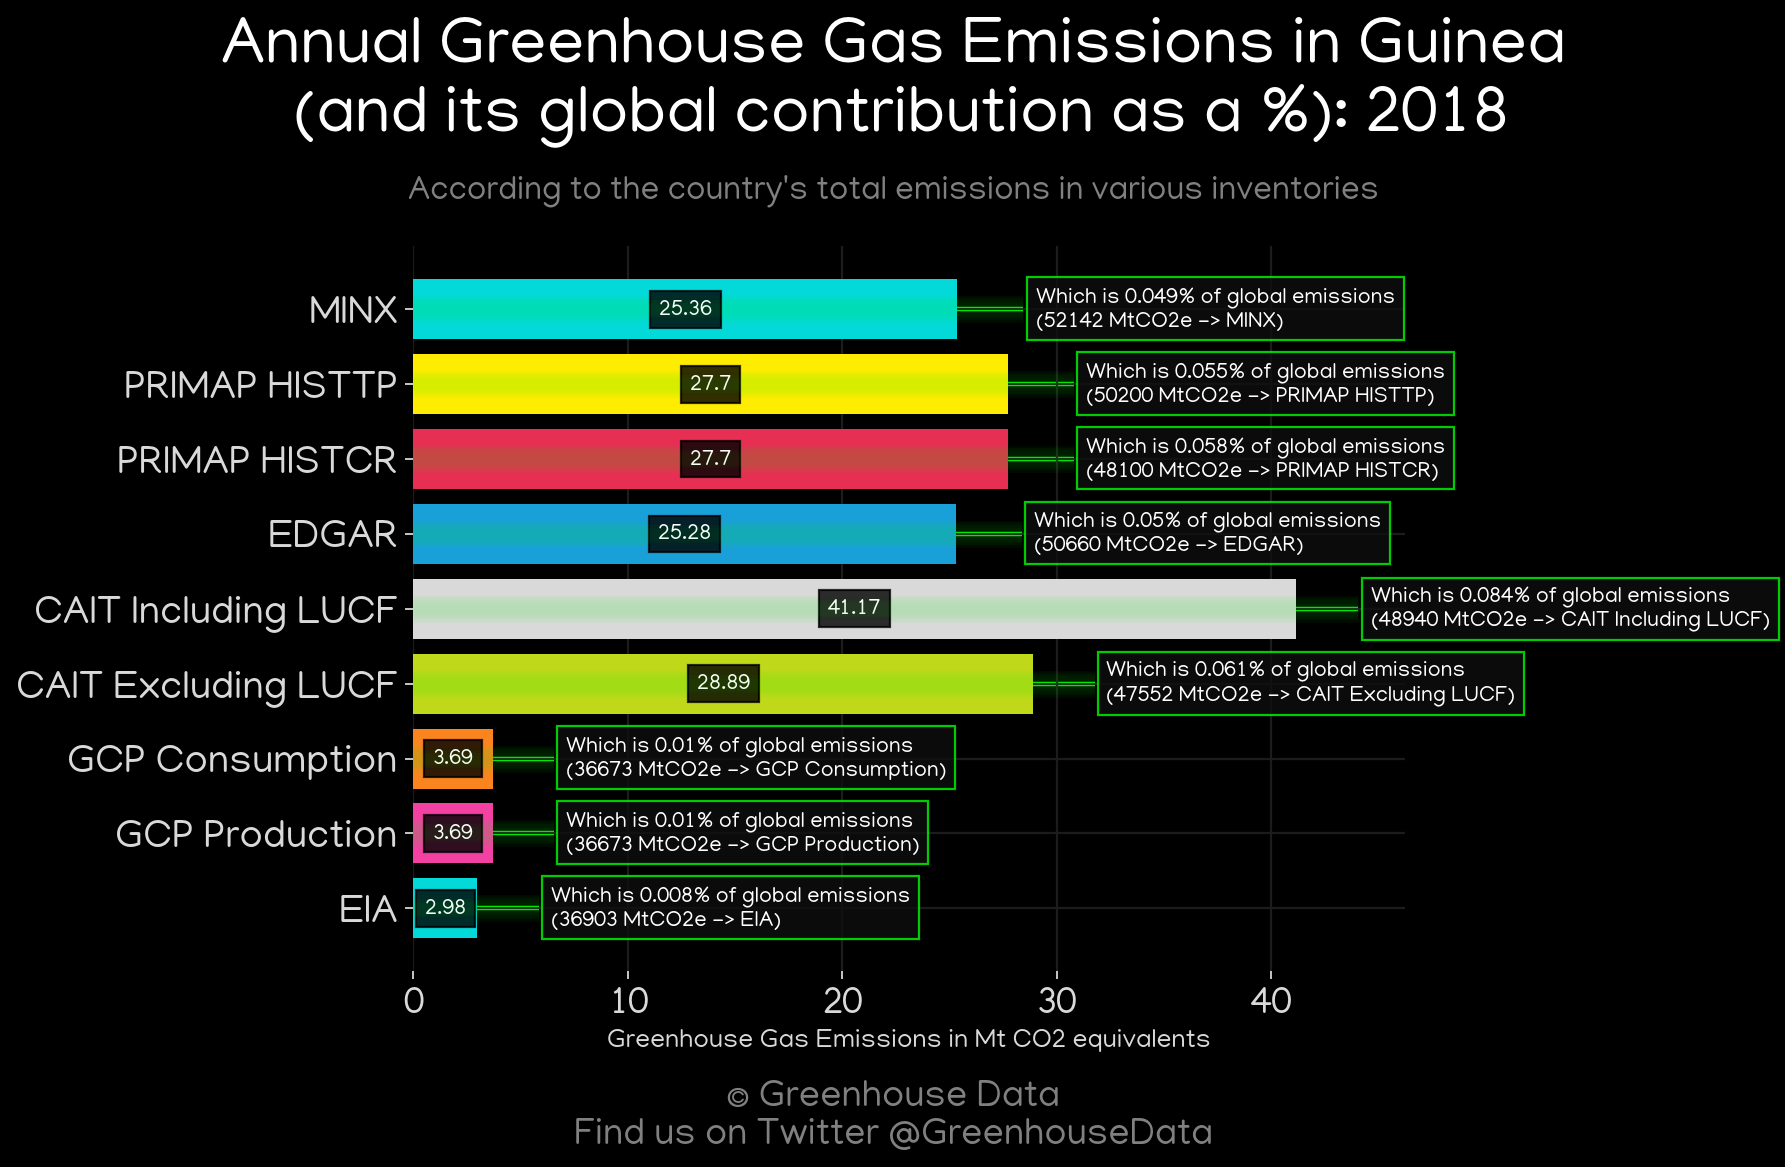 Annual Greenhouse Gas Emissions in Guinea
(and its global contribution as a %): 2018
According to the country's total emissions in various inventories
MINX
25.36
Which is 0.049% of global emissions
(52142 MtCO2e -> MINX)
PRIMAP HISTTP
27.7
Which is 0.055% of global emissions
(50200 MtCO2e -> PRIMAP HISTTP)
PRIMAP HISTCR
27.7
Which is 0.058% of global emissions
(48100 MtCO2e -> PRIMAP HISTCR)
EDGAR
25.28
Which is 0.05% of global emissions
(50660 MtCO2e -> EDGAR)
CAIT Including LUCF
41.17
Which is 0.084% of global emissions
(48940 MtCO2e -> CAIT Including LUCF)
CAIT Excluding LUCF
28.89
Which is 0.061% of global emissions
(47552 MtCO2e -> CAIT Excluding LUCF)
GCP Consumption
3.69
Which is 0.01% of global emissions
(36673 MtCO2e -> GCP Consumption)
GCP Production
3.69
Which is 0.01% of global emissions
(36673 MtCO2e -> GCP Production)
EIA
2.98
Which is 0.008% of global emissions
(36903 MtCO2e -> EIA)
0 10 20 30 40
Greenhouse Gas Emissions in Mt CO2 equivalents
© Greenhouse Data
Find us on Twitter @GreenhouseData